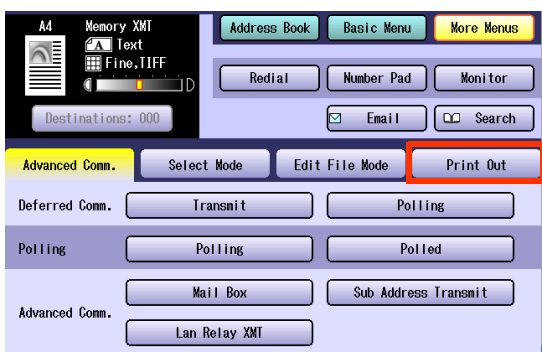 A4 Memory XMT
A Text
Fine,TIFF
D
Destinations: 000
Address Book Basic Menu More Menus
Redial Number Pad Monitor
Email Search
Advanced Comm. Select Mode Edit File Mode Print Out
Deferred Comm. Transmit Polling
Polling Polling Polled
Advanced Comm. Mail Box Sub Address Transmit
Lan Relay XMT